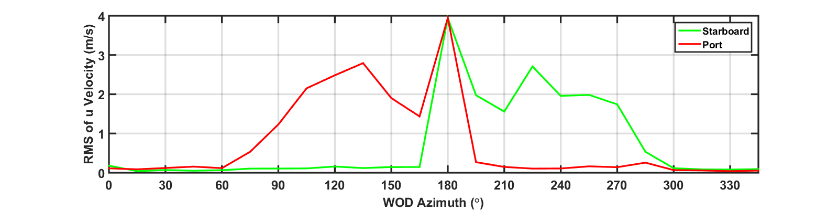 4
3
2
1
0
RMS of u Velocity (m/s)
Starboard
Port
0 30 60 90 120 150 180 210 240 270 300 330
WOD Azimuth (°)